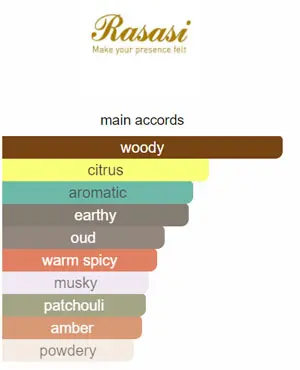 Rasasi
Make your presence felt
main accords
woody
citrus
aromatic
earthy
oud
warm spicy
musky
patchouli
amber
powdery